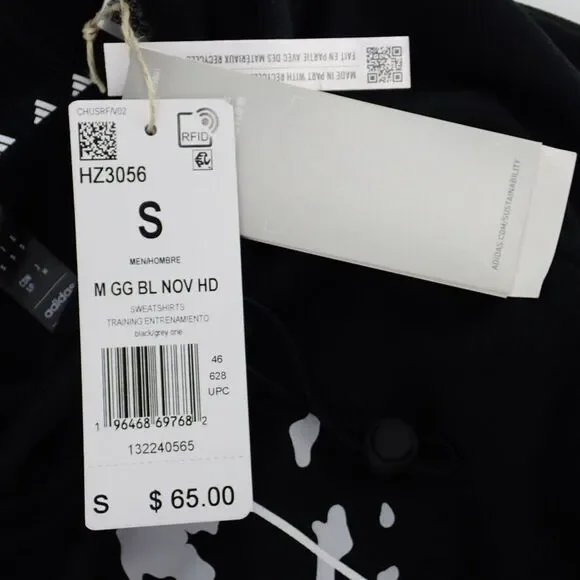 FAIT EN PARTIE AVEC DES MATÉRIAUX RECYCLÉS
MADE IN PART WITH RECYCLED
CHUSRF/V02
RFID
HZ3056
S
MEN/HOMBRE
M GG BL NOV HD
SWEATSHIRTS
TRAINING ENTRENAMIENTO
black/grey one
46
628
UPC
1 96468 69768 2
132240565
S $ 65.00
ADIDAS.COM/SUSTAINABILITY
adidas